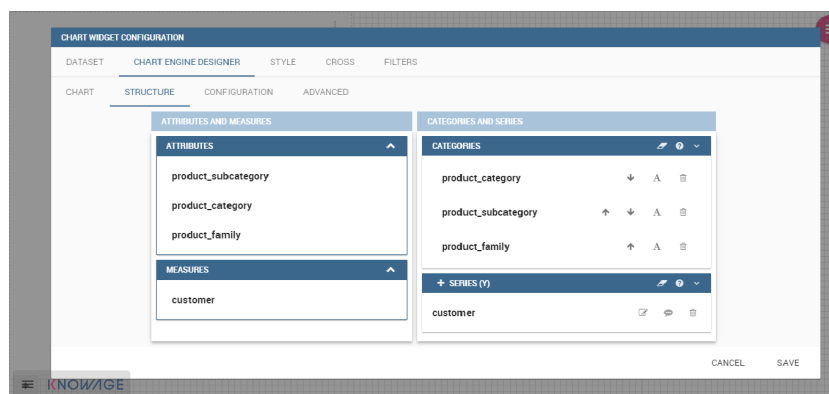 CHART WIDGET CONFIGURATION
DATASET CHART ENGINE DESIGNER STYLE CROSS FILTERS
CHART STRUCTURE CONFIGURATION ADVANCED
ATTRIBUTES AND MEASURES
ATTRIBUTES
product_subcategory
product_category
product_family
MEASURES
customer
CATEGORIES AND SERIES
CATEGORIES
product_category A
product_subcategory A
product_family A
SERIES (Y)
customer
CANCEL SAVE
KNOWAGE